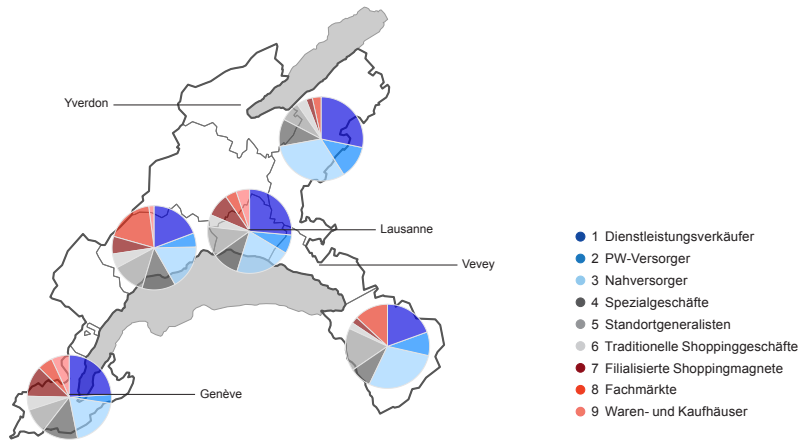 Yverdon
Lausanne
Vevey
Genève
1 Dienstleistungsverkäufer
2 PW-Versorger
3 Nahversorger
4 Spezialgeschäfte
5 Standortgeneralisten
6 Traditionelle Shoppinggeschäfte
7 Filialisierte Shoppingmagnete
8 Fachmärkte
9 Waren- und Kaufhäuser